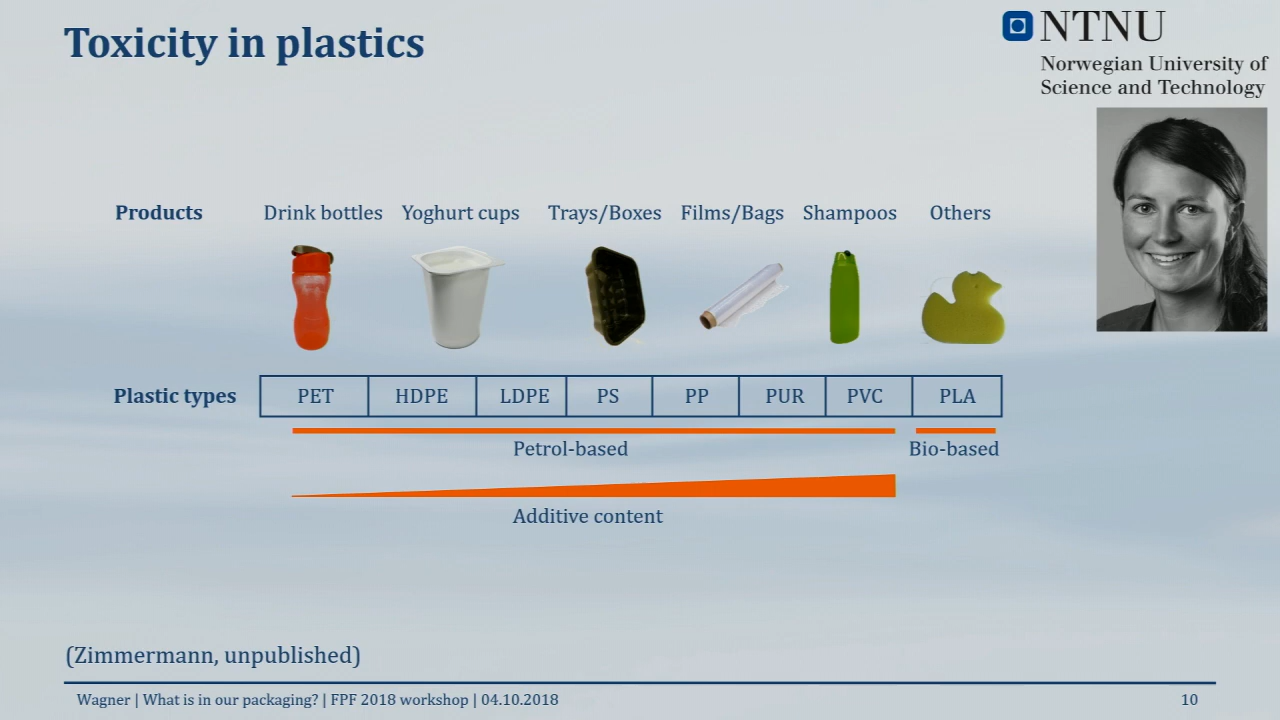 Toxicity in plastics
NTNU
Norwegian University of
Science and Technology
Products Drink bottles Yoghurt cups Trays/Boxes Films/Bags Shampoos Others
Plastic types PET HDPE LDPE PS PP PUR PVC PLA
Petrol-based Bio-based
Additive content
(Zimmermann, unpublished)
Wagner | What is in our packaging? | FPF 2018 workshop | 04.10.2018 10